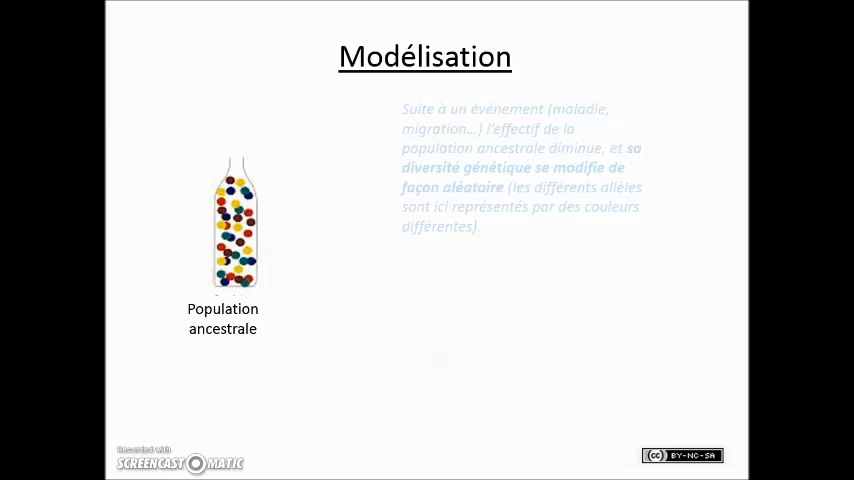 Modélisation
Suite à un événement (maladie,
migration…) l'effectif de la
population ancestrale diminue, et sa
diversité génétique se modifie de
façon aléatoire (les différents allèles
sont ici représentés par des couleurs
différentes).
Population
ancestrale
Recorded with
SCREENCAST MATIC
cc BY-NC-SA